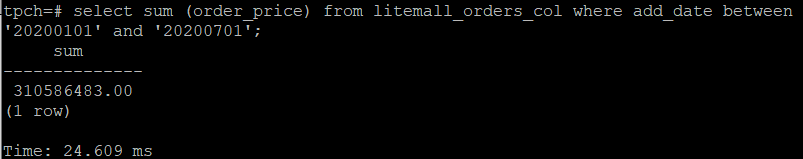 tpch=# select sum (order_price) from litemall_orders_col where add_date between
'20200101' and '20200701';
sum
--------------
310586483.00
(1 row)
Time: 24.609 ms